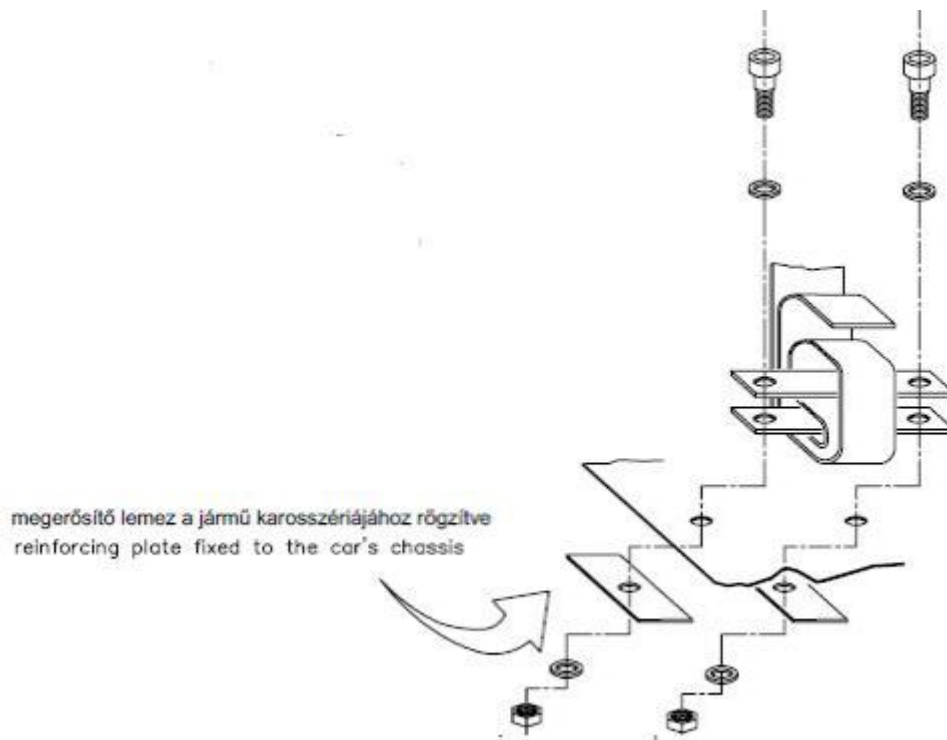 megerősítő lemez a jármű karosszériájához rögzítve
reinforcing plate fixed to the car's chassis